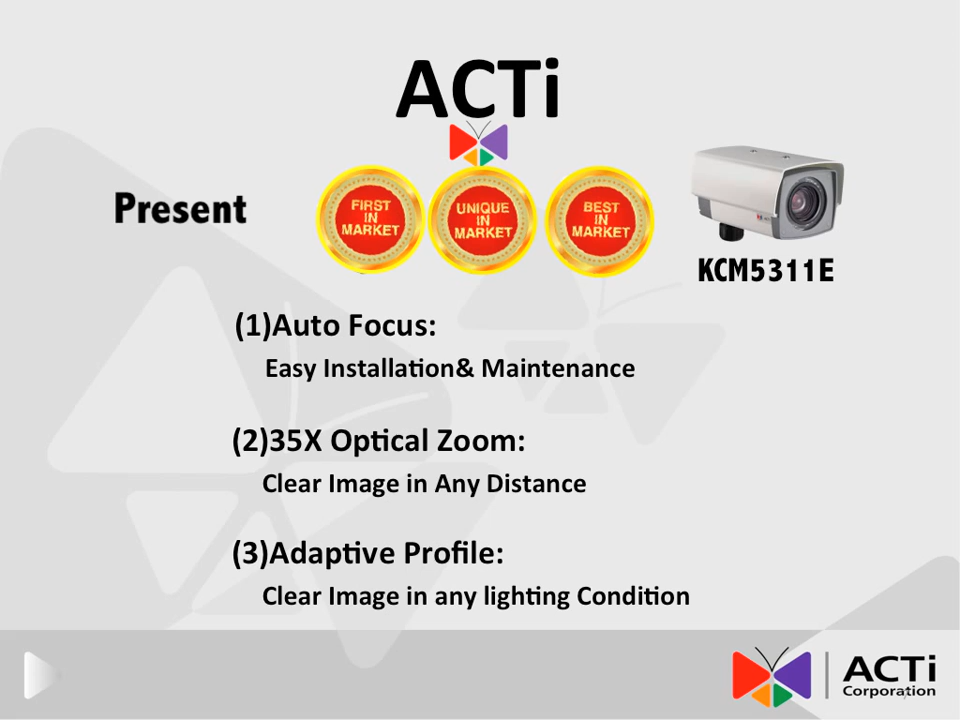 ACTi
Present
FIRST
IN
MARKET
UNIQUE
IN
MARKET
BEST
IN
MARKET
KCM5311E
(1)Auto Focus:
Easy Installation& Maintenance
(2)35X Optical Zoom:
Clear Image in Any Distance
(3)Adaptive Profile:
Clear Image in any lighting Condition
ACTi
Corporation